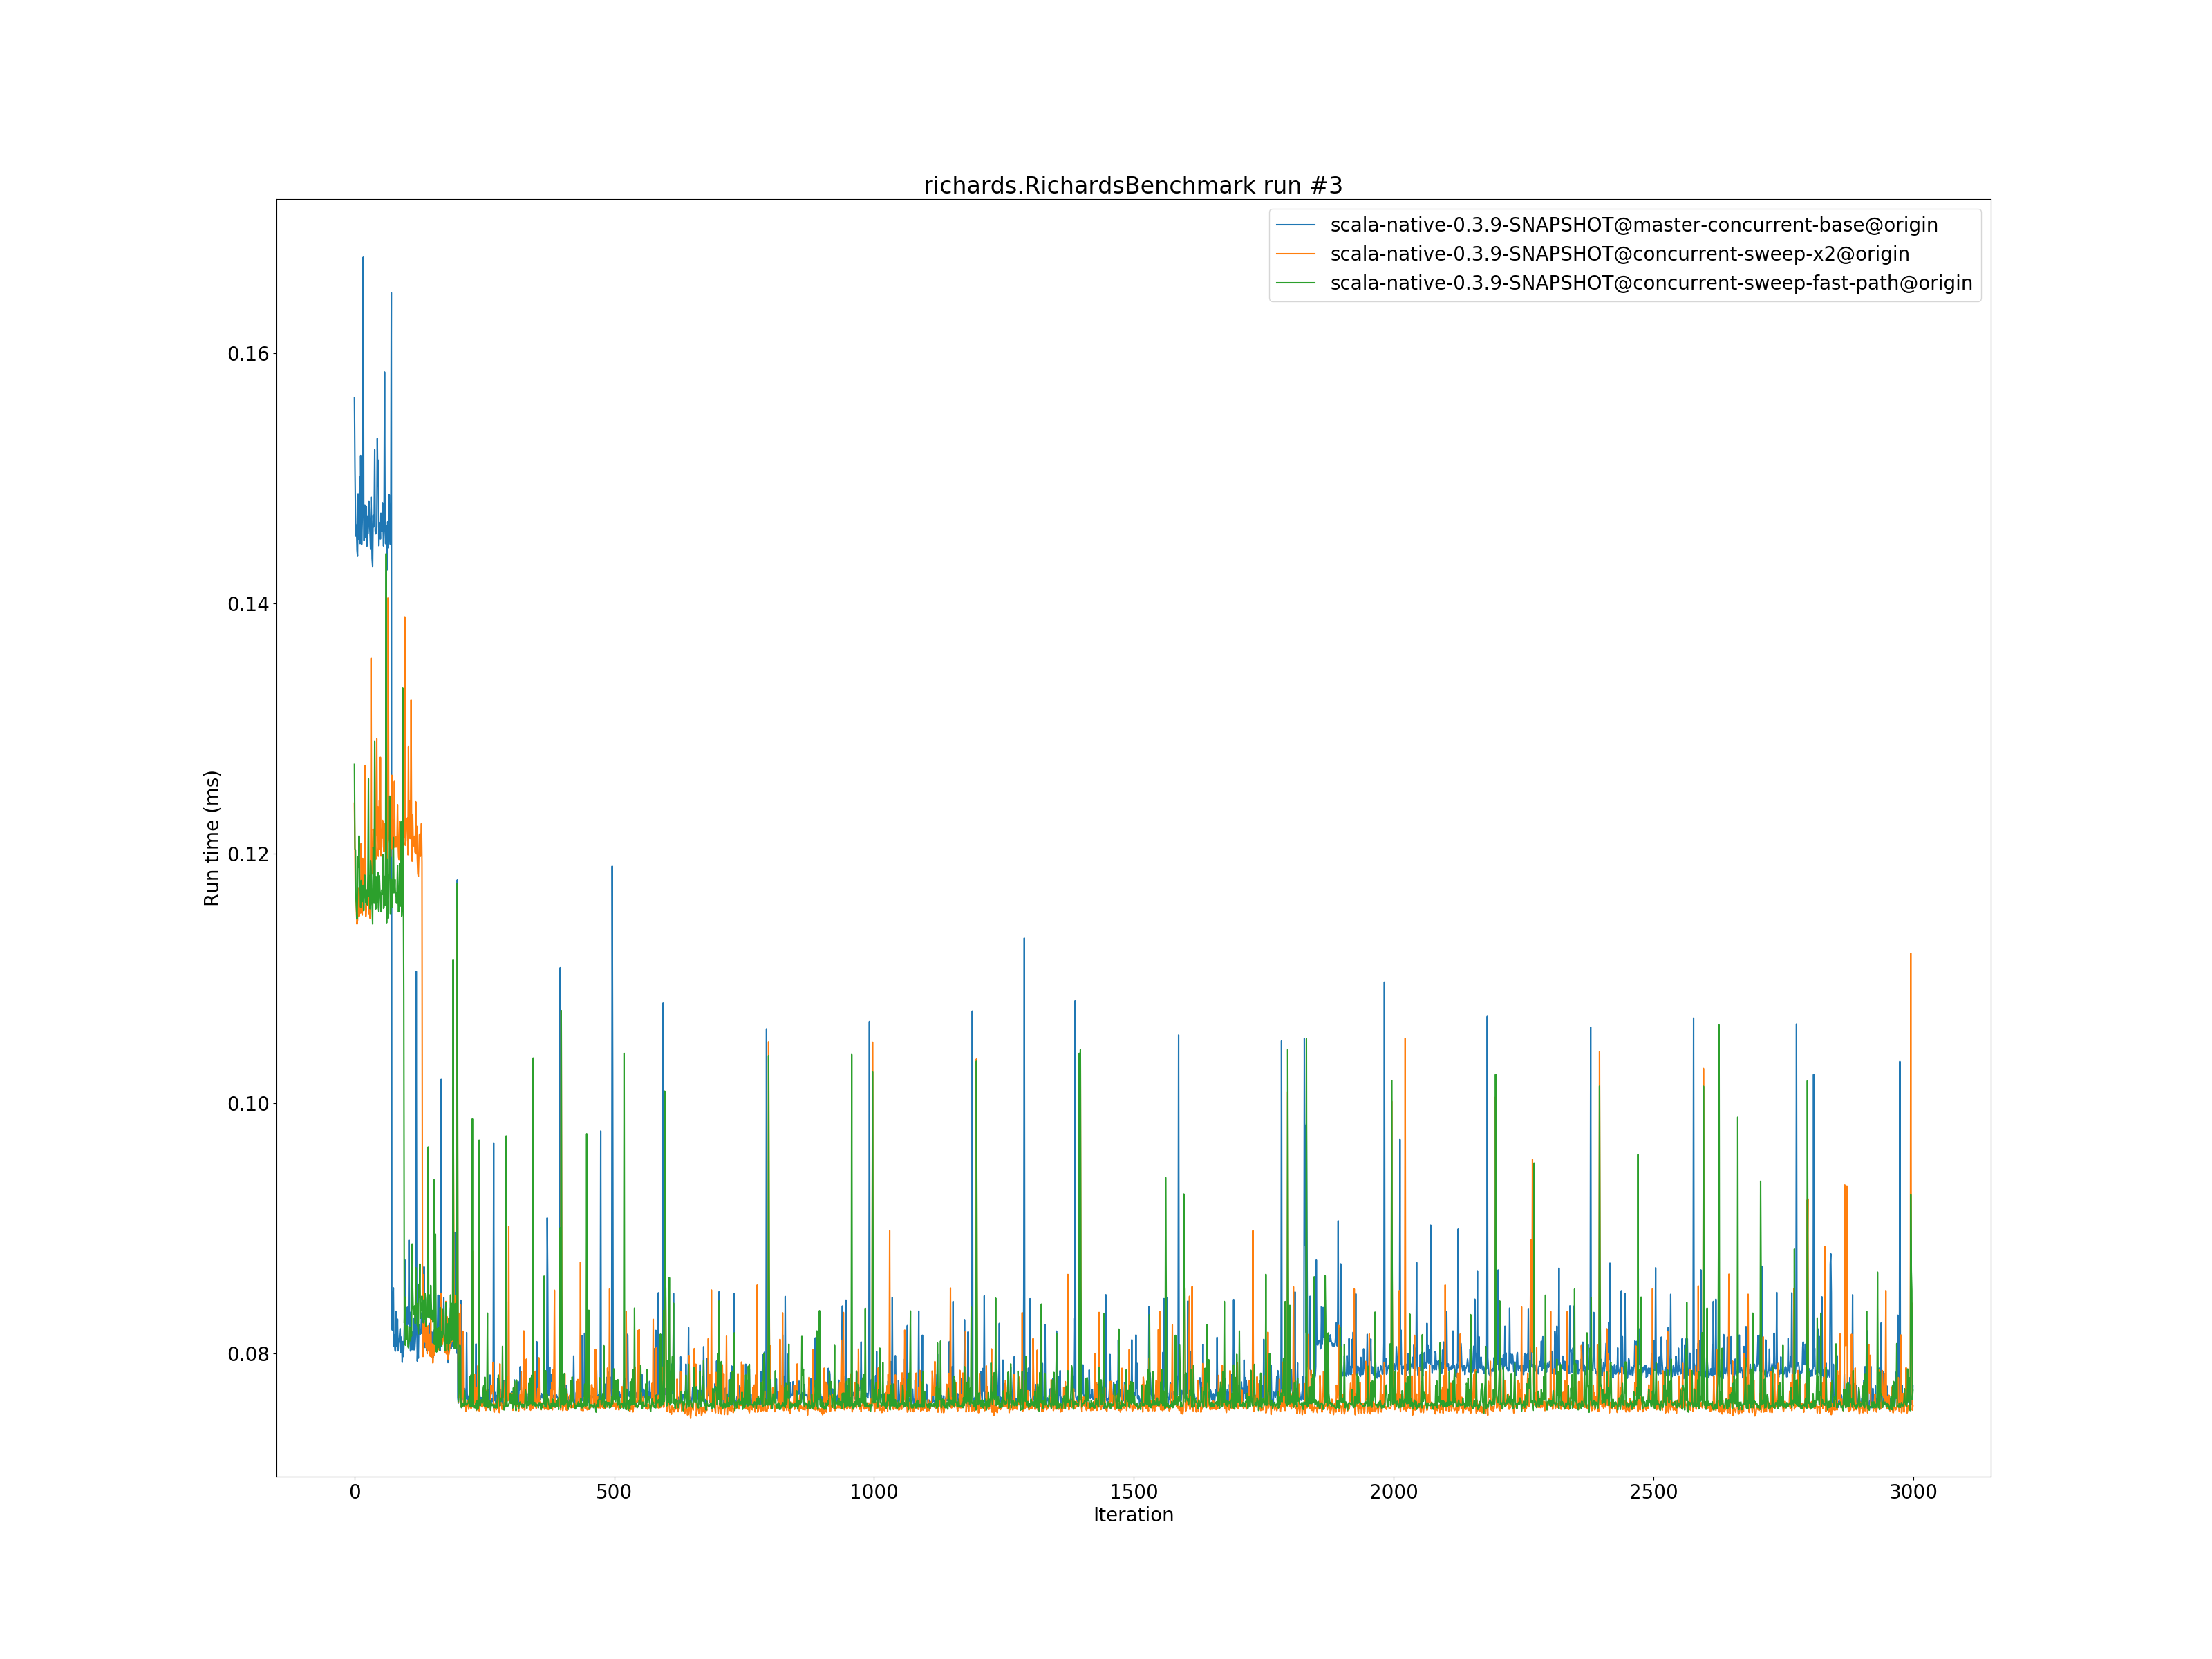 richards.RichardsBenchmark run #3
scala-native-0.3.9-SNAPSHOT@master-concurrent-base@origin
scala-native-0.3.9-SNAPSHOT@concurrent-sweep-x2@origin
scala-native-0.3.9-SNAPSHOT@concurrent-sweep-fast-path@origin
0.16
0.14
0.12
0.10
0.08
Run time (ms)
0 500 1000 1500 2000 2500 3000
Iteration